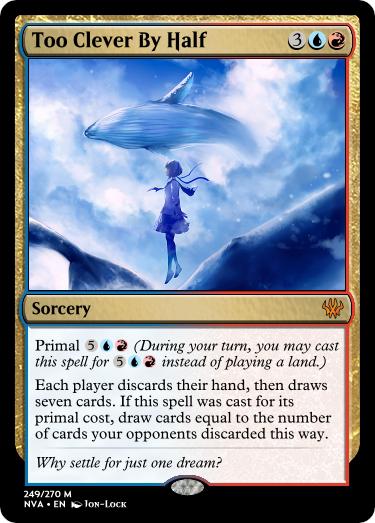 Too Clever By Half 3
Sorcery
Primal 5 (During your turn, you may cast
this spell for 5 instead of playing a land.)
Each player discards their hand, then draws
seven cards. If this spell was cast for its
primal cost, draw cards equal to the number
of cards your opponents discarded this way.
Why settle for just one dream?
249/270 M
NVA • EN Jon-Lock